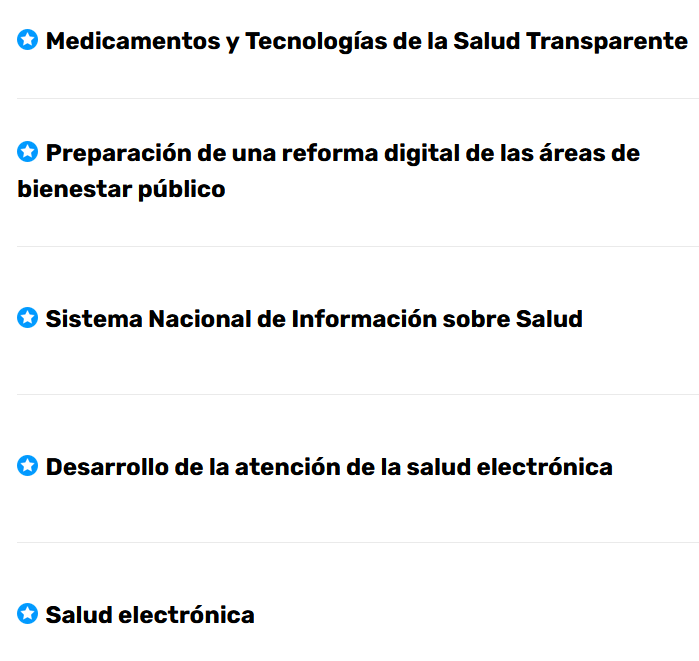 Medicamentos y Tecnologías de la Salud Transparente
Preparación de una reforma digital de las áreas de
bienestar público
Sistema Nacional de Información sobre Salud
Desarrollo de la atención de la salud electrónica
Salud electrónica